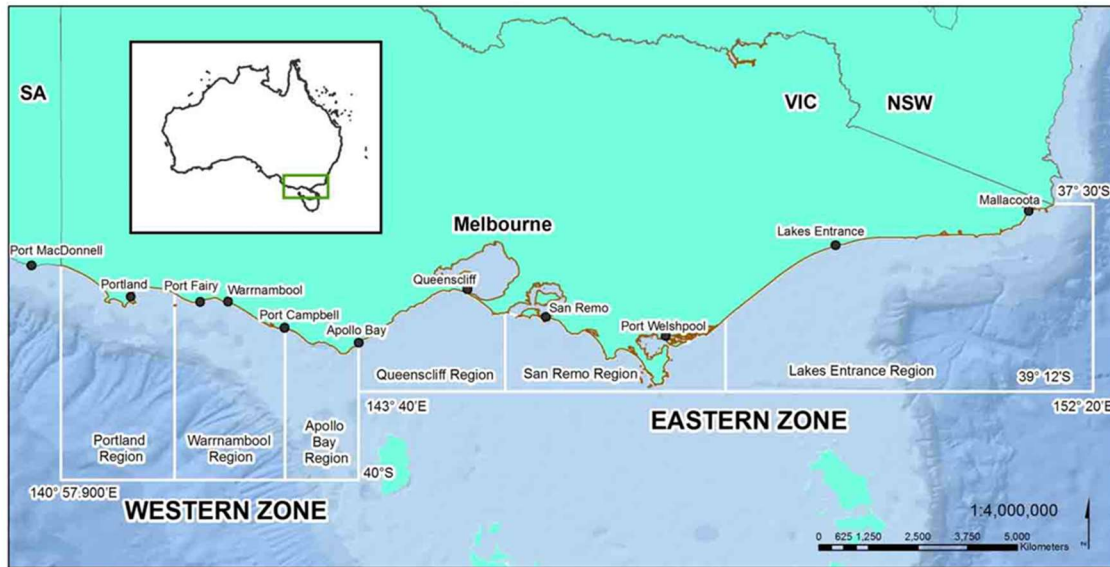 SA
VIC
NSW
37° 30'S
Mallacoota
Lakes Entrance
Melbourne
Port MacDonnell
Portland
Port Fairy
Warrnambool
Queenscliff
San Remo
Port Campbell
Apollo Bay
Port Welshpool
Queenscliff Region
San Remo Region
Lakes Entrance Region
39° 12'S
143° 40'E
152° 20'E
EASTERN ZONE
Portland
Region
Warrnambool
Region
Apollo
Bay
Region
40°S
140° 57.900'E
WESTERN ZONE
1:4,000,000
0 625 1,250 2,500 3,750 5,000
Kilometers